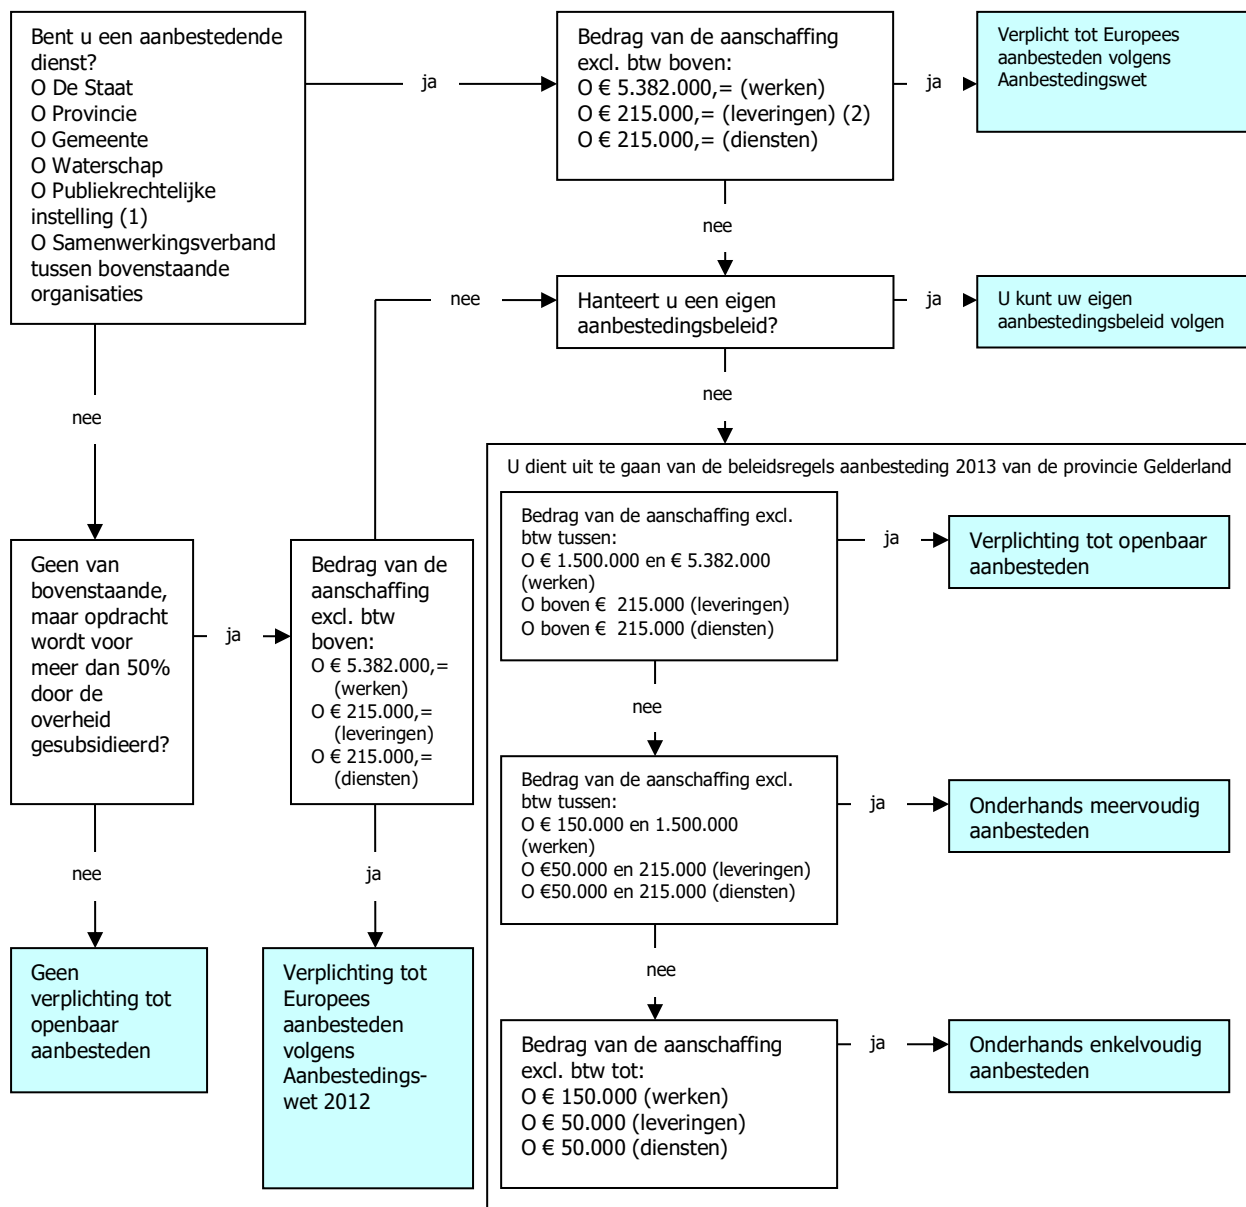 Bent u een aanbestedende
dienst?
O De Staat
O Provincie
O Gemeente
O Waterschap
O Publiekrechtelijke
instelling (1)
O Samenwerkingsverband
tussen bovenstaande
organisaties
ja
Bedrag van de aanschaffing
excl. btw boven:
O € 5.382.000,= (werken)
O € 215.000,= (leveringen) (2)
O € 215.000,= (diensten)
ja
Verplicht tot Europees
aanbesteden volgens
Aanbestedingswet
nee
nee
Hanteert u een eigen
aanbestedingsbeleid?
ja
U kunt uw eigen
aanbestedingsbeleid volgen
nee
nee
U dient uit te gaan van de beleidsregels aanbesteding 2013 van de provincie Gelderland
Geen van
bovenstaande,
maar opdracht
wordt voor
meer dan 50%
door de
overheid
gesubsidieerd?
ja
Bedrag van de
aanschaffing
excl. btw
boven:
O € 5.382.000,=
(werken)
O € 215.000,=
(leveringen)
O € 215.000,=
(diensten)
Bedrag van de aanschaffing excl.
btw tussen:
O € 1.500.000 en € 5.382.000
(werken)
O boven €  215.000 (leveringen)
O boven €  215.000 (diensten)
ja
Verplichting tot openbaar
aanbesteden
nee
Bedrag van de aanschaffing excl.
btw tussen:
O € 150.000 en 1.500.000
(werken)
O €50.000 en 215.000 (leveringen)
O €50.000 en 215.000 (diensten)
ja
Onderhands meervoudig
aanbesteden
nee
ja
nee
Geen
verplichting tot
openbaar
aanbesteden
Verplichting tot
Europees
aanbesteden
volgens
Aanbestedings-
wet 2012
Bedrag van de aanschaffing
excl. btw tot:
O € 150.000 (werken)
O € 50.000 (leveringen)
O € 50.000 (diensten)
ja
Onderhands enkelvoudig
aanbesteden